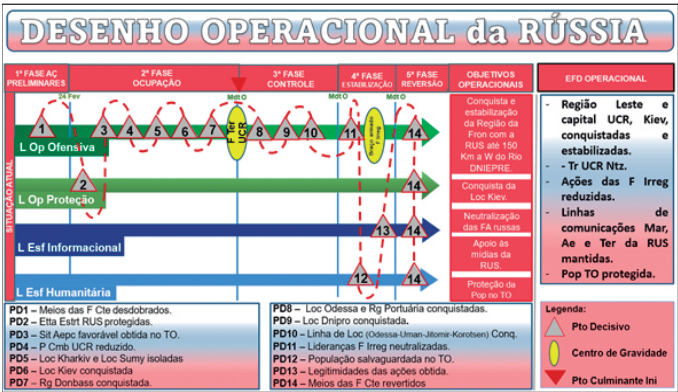 DESENHO OPERACIONAL da RÚSSIA
1ª FASE AÇ
PRELIMINARES
2ª FASE
OCUPAÇÃO
3ª FASE
CONTROLE
4ª FASE
ESTABILIZAÇÃO
5ª FASE
REVERSÃO
OBJETIVOS
OPERACIONAIS
EFD OPERACIONAL
24 Fev
Mdt O
Mdt O
Mdt O
SITUAÇÃO ATUAL
1
3
4
5
6
7
F Ter
UCR
8
9
10
11
Braço armado
F Irreg
14
L Op Ofensiva
2
14
L Op Proteção
13
14
L Esf Informacional
12
14
L Esf Humanitária
Conquista e
estabilização
da Região da
Fron com a
RUS até 150
Km a W do Rio
DNIEPRE.
Conquista da
Loc Kiev.
Neutralização
das FA russas
Apoio às
mídias da
RUS.
Proteção da
Pop no TO
- Região Leste e
capital UCR, Kiev,
conquistadas e
estabilizadas.
- - Tr UCR Ntz.
- Ações das F Irreg
reduzidas.
- Linhas de
comunicações Mar,
Ae e Ter da RUS
mantidas.
- Pop TO protegida.
PD1 – Meios das F Cte desdobrados.
PD2 – Etta Estrt RUS protegidas.
PD3 – Sit Aepc favorável obtida no TO.
PD4 – P Cmb UCR reduzido.
PD5 – Loc Kharkiv e Loc Sumy isoladas
PD6 – Loc Kiev conquistada
PD7 – Rg Donbass conquistada.
PD8 – Loc Odessa e Rg Portuária conquistadas.
PD9 – Loc Dnipro conquistada.
PD10 – Linha de Loc (Odessa-Uman-Jitomir-Korotsen) Conq.
PD11 – Lideranças F Irreg neutralizadas.
PD12 – População salvaguardada no TO.
PD13 – Legitimidades das ações obtida.
PD14 – Meios das F Cte revertidos
Legenda:
Pto Decisivo
Centro de Gravidade
Pto Culminante Ini